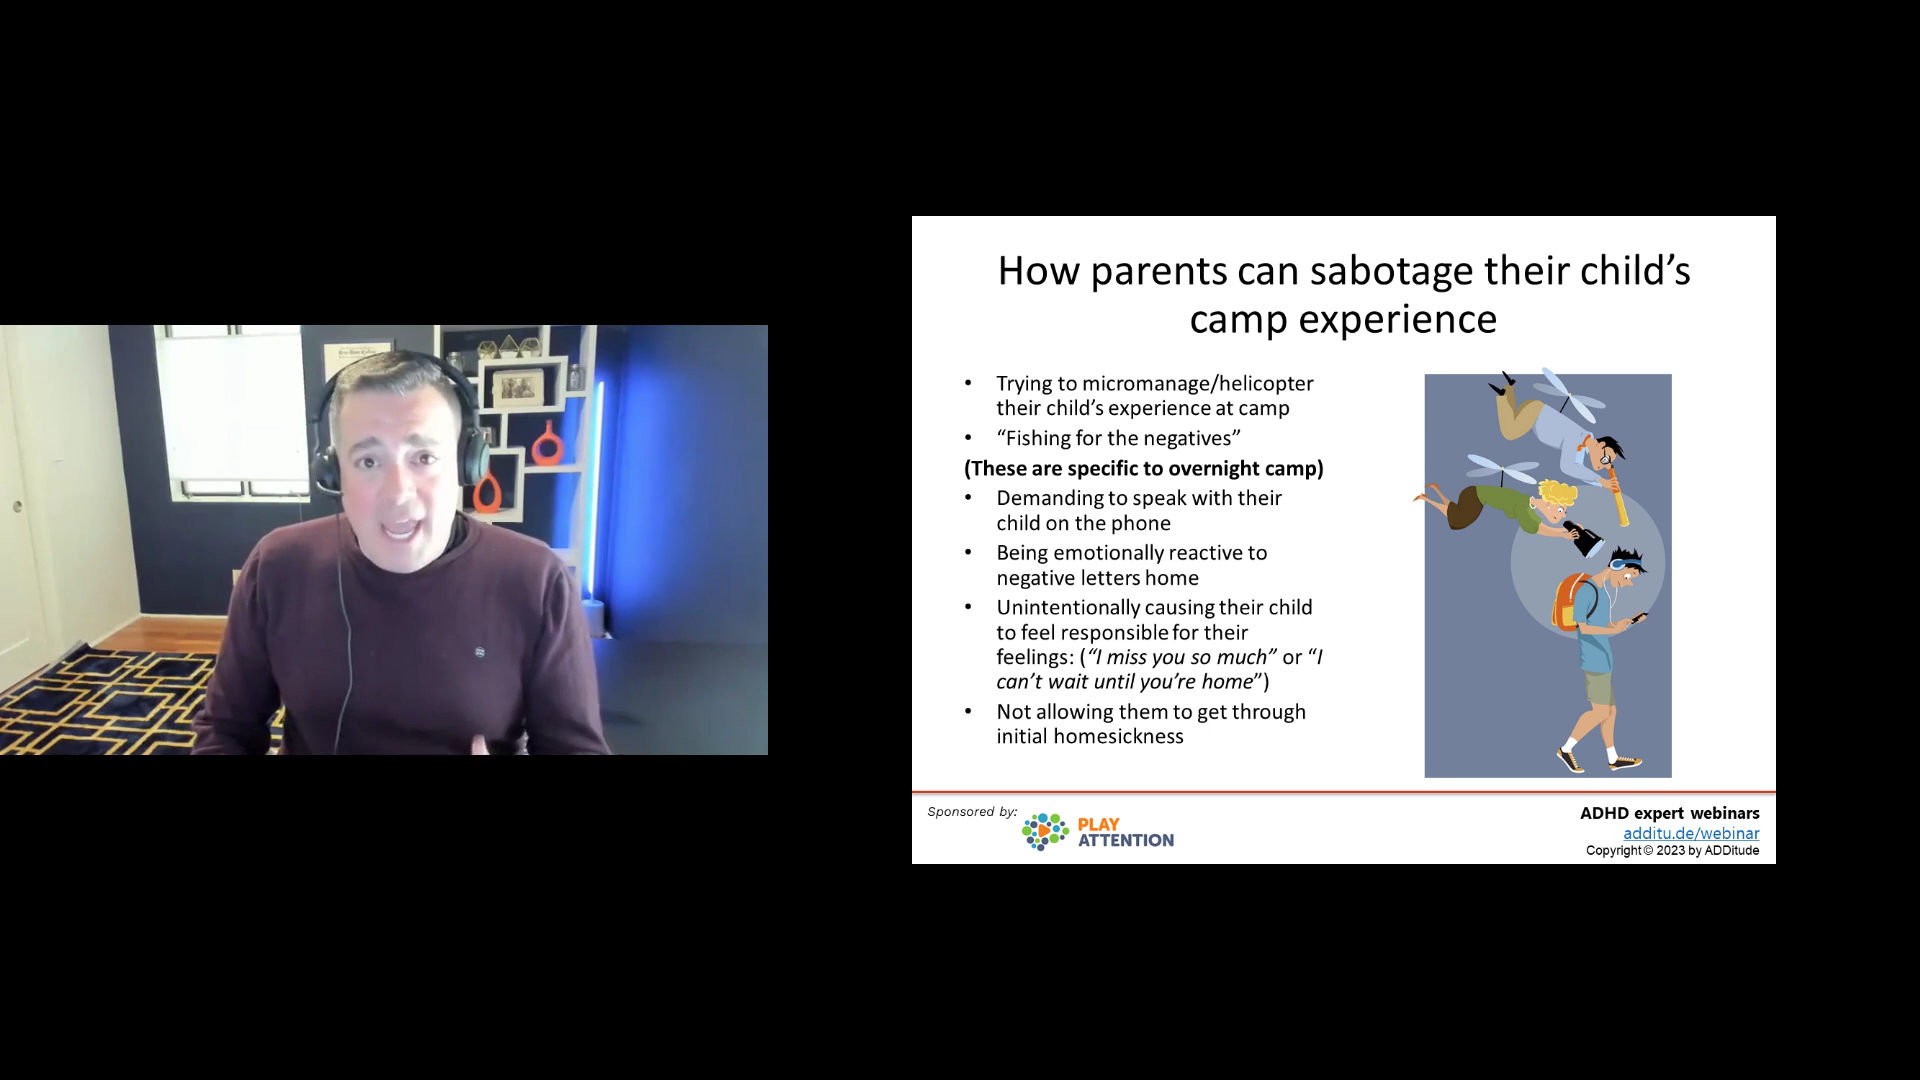 How parents can sabotage their child’s
camp experience
• Trying to micromanage/helicopter
their child’s experience at camp
• “Fishing for the negatives”
(These are specific to overnight camp)
• Demanding to speak with their
child on the phone
• Being emotionally reactive to
negative letters home
• Unintentionally causing their child
to feel responsible for their
feelings: (“I miss you so much” or “I
can’t wait until you’re home”)
• Not allowing them to get through
initial homesickness
Sponsored by:
PLAY
ATTENTION
ADHD expert webinars
additu.de/webinar
Copyright © 2023 by ADDitude